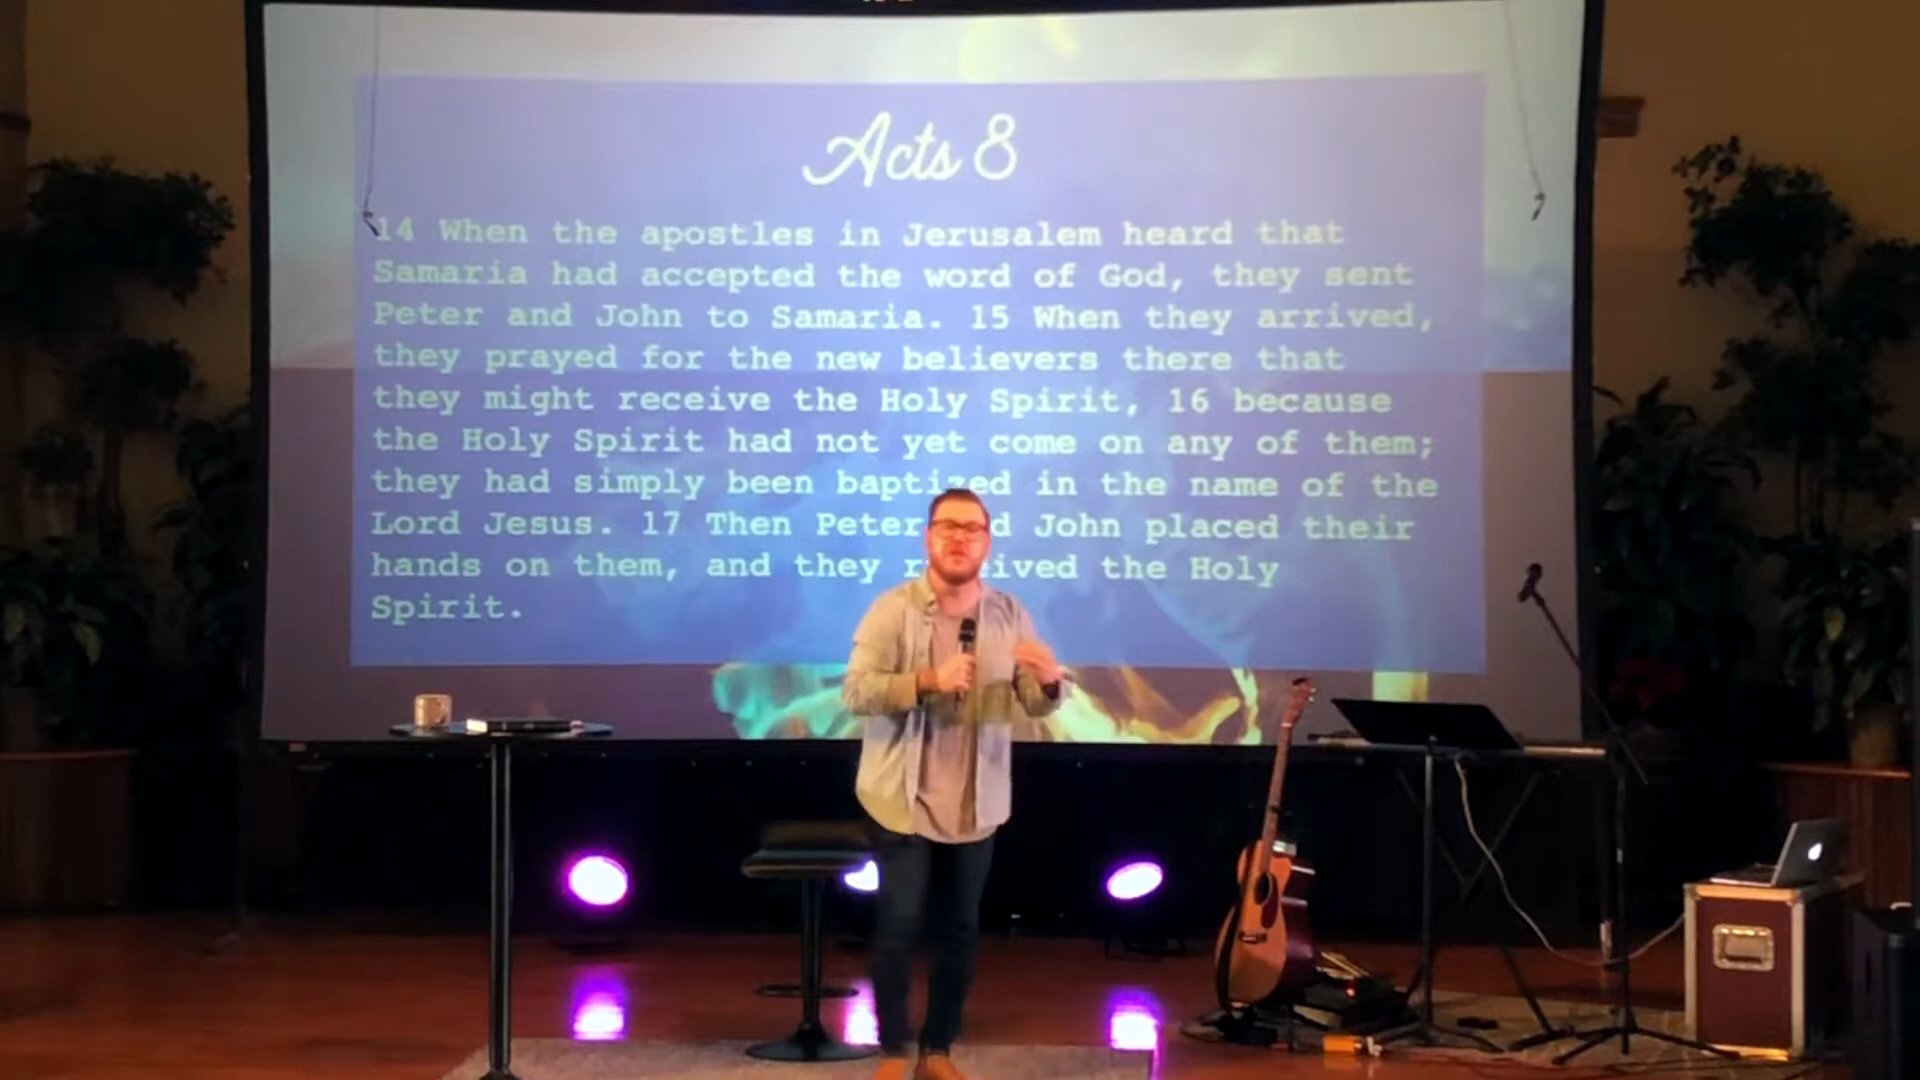 Acts 8
14 When the apostles in Jerusalem heard that
Samaria had accepted the word of God, they sent
Peter and John to Samaria. 15 When they arrived,
they prayed for the new believers there that
they might receive the Holy Spirit, 16 because
the Holy Spirit had not yet come on any of them;
they had simply been baptized in the name of the
Lord Jesus. 17 Then Peter and John placed their
hands on them, and they received the Holy
Spirit.